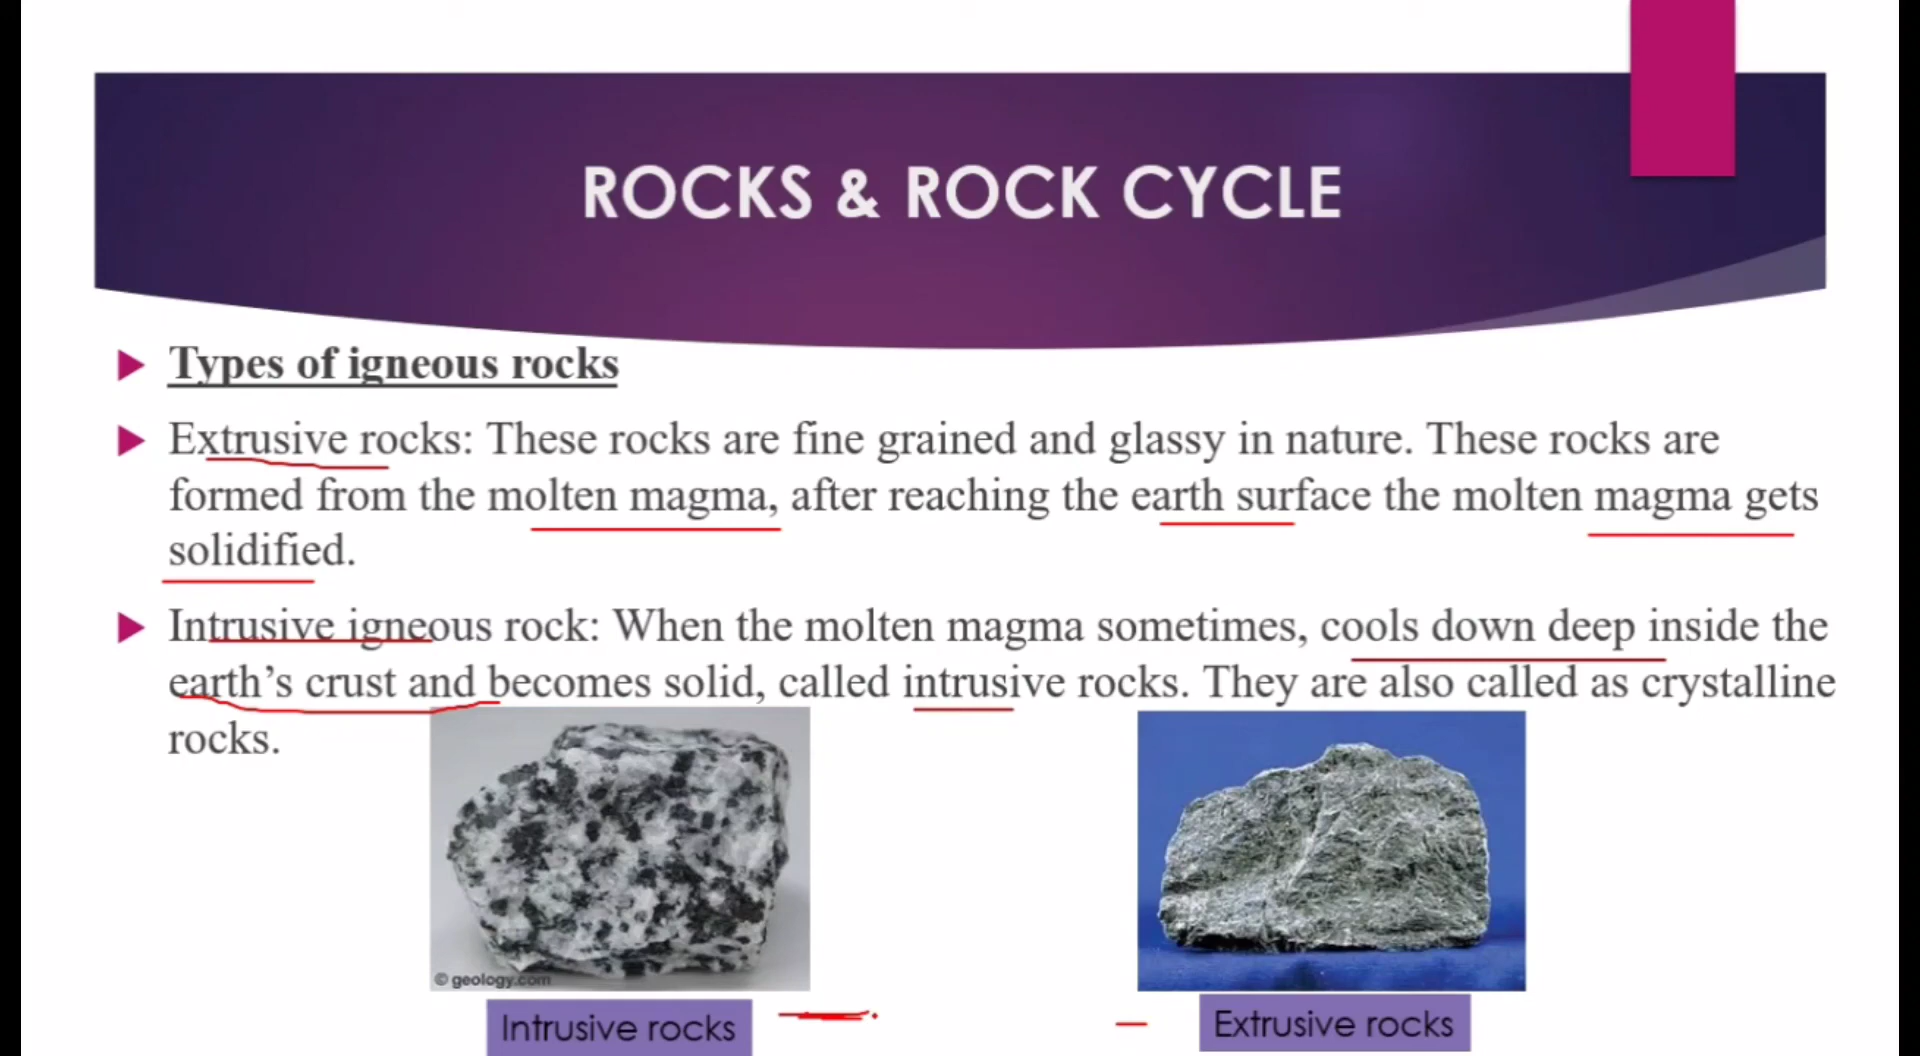 ROCKS & ROCK CYCLE
Types of igneous rocks
Extrusive rocks: These rocks are fine grained and glassy in nature. These rocks are
formed from the molten magma, after reaching the earth surface the molten magma gets
solidified.
Intrusive igneous rock: When the molten magma sometimes, cools down deep inside the
earth’s crust and becomes solid, called intrusive rocks. They are also called as crystalline
rocks.
© geology.com
Intrusive rocks
Extrusive rocks